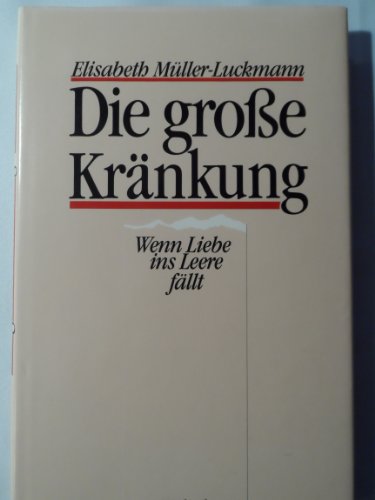 Elisabeth Müller-Luckmann
Die große
Kränkung
Wenn Liebe
ins Leere
fällt